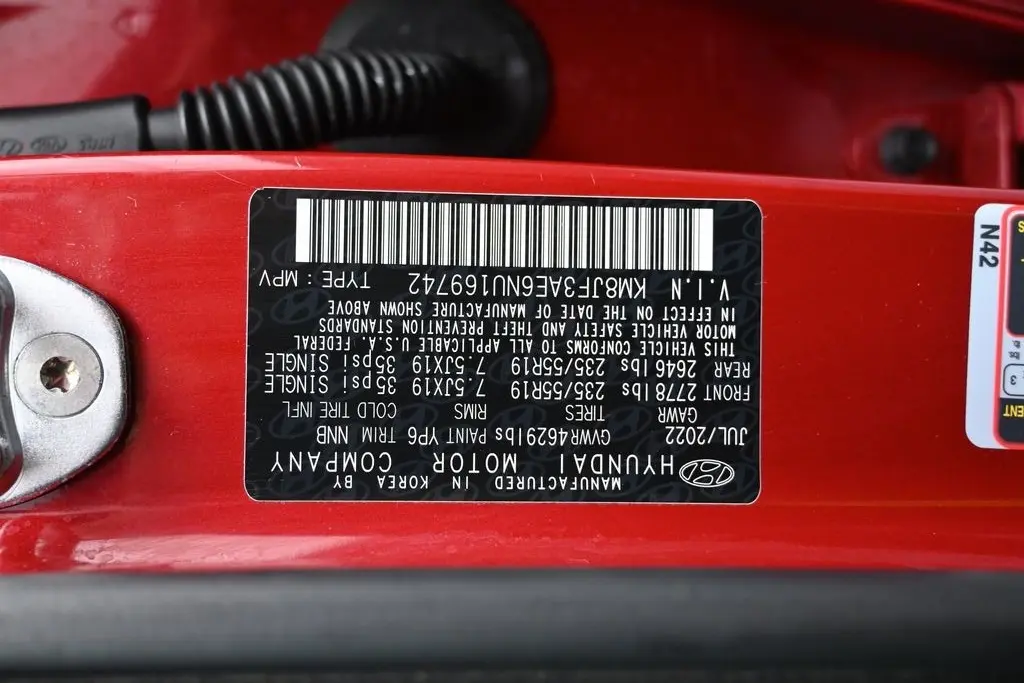 MANUFACTURED IN KOREA BY
HYUNDAI MOTOR COMPANY
JUL/2022 GVWR4629lbs PAINT YP6 TRIM NNB
GAWR TIRES RIMS COLD TIRE INFL
FRONT 2778lbs 235/55R19 7.5JX19 35psi SINGLE
REAR 2646lbs 235/55R19 7.5JX19 35psi SINGLE
THIS VEHICLE CONFORMS TO ALL APPLICABLE U.S.A. FEDERAL
MOTOR VEHICLE SAFETY AND THEFT PREVENTION STANDARDS
IN EFFECT ON THE DATE OF MANUFACTURE SHOWN ABOVE
V.I.N KM8JF3AE6NU169742 TYPE : MPV
N42